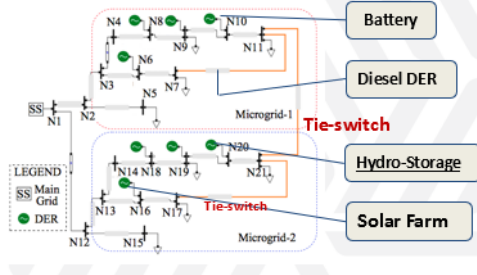 N4
N8
N10
Battery
N9
N11
N6
N3
N7
Diesel DER
N5
SS
N1
N2
Microgrid-1
Tie-switch
N20
Hydro-Storage
LEGEND
N14
N18
N19
N21
SS
Main
Grid
DER
N13
N16
N17
Tie-switch
Solar Farm
N12
N15
Microgrid-2